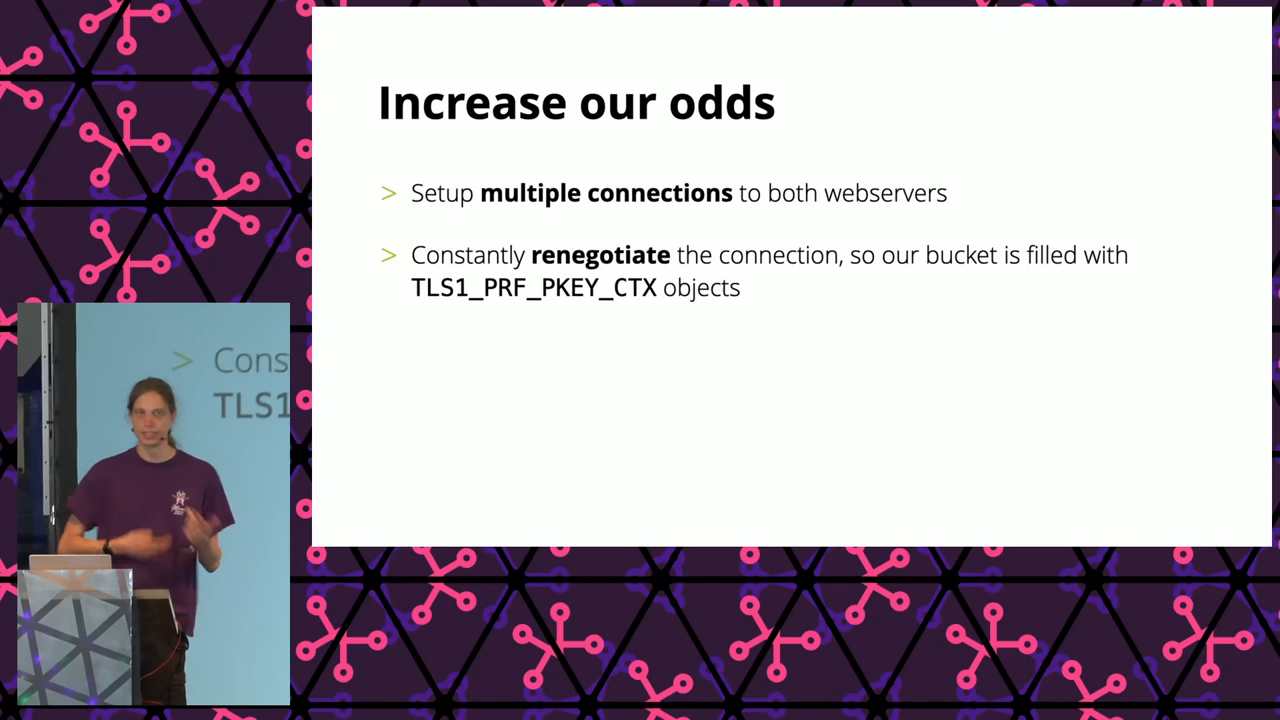 Increase our odds
> Setup multiple connections to both webservers
> Constantly renegotiate the connection, so our bucket is filled with
TLS1_PRF_PKEY_CTX objects
> Cons
TLS1